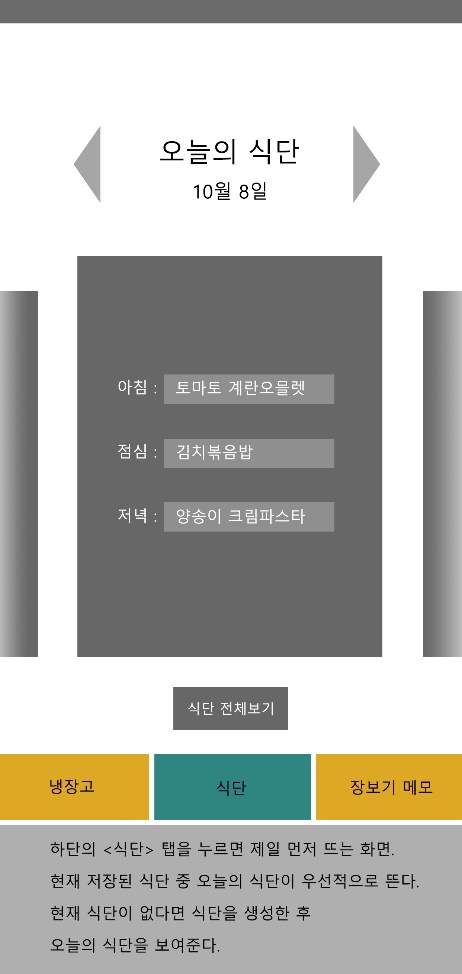 오늘의 식단
10월 8일
아침 : 토마토 계란오믈렛
점심 : 김치볶음밥
저녁 : 양송이 크림파스타
식단 전체보기
냉장고
식단
장보기 메모
하단의 <식단> 탭을 누르면 제일 먼저 뜨는 화면.
현재 저장된 식단 중 오늘의 식단이 우선적으로 뜬다.
현재 식단이 없다면 식단을 생성한 후
오늘의 식단을 보여준다.